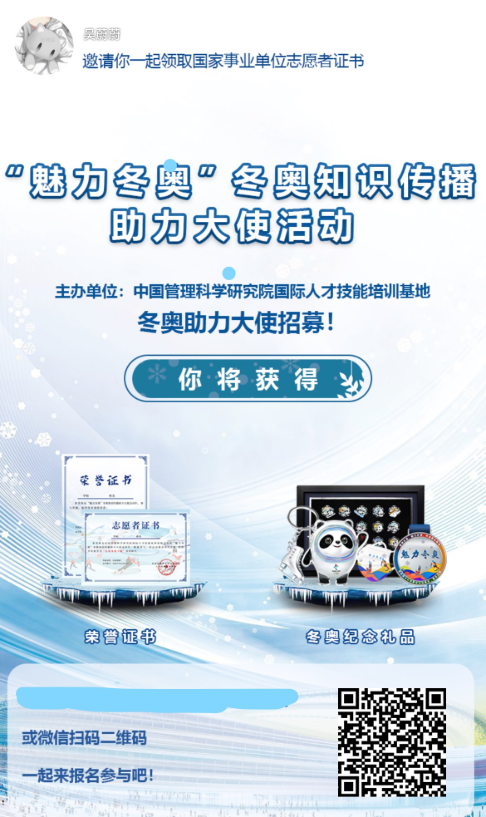 吴蔚蔚
邀请你一起领取国家事业单位志愿者证书
“魅力冬奥”冬奥知识传播
助力大使活动
主办单位：中国管理科学研究院国际人才技能培训基地
冬奥助力大使招募！
你将获得
荣誉证书
志愿者证书
魅力冬奥
荣誉证书
冬奥纪念礼品
或微信扫码二维码
一起来报名参与吧！